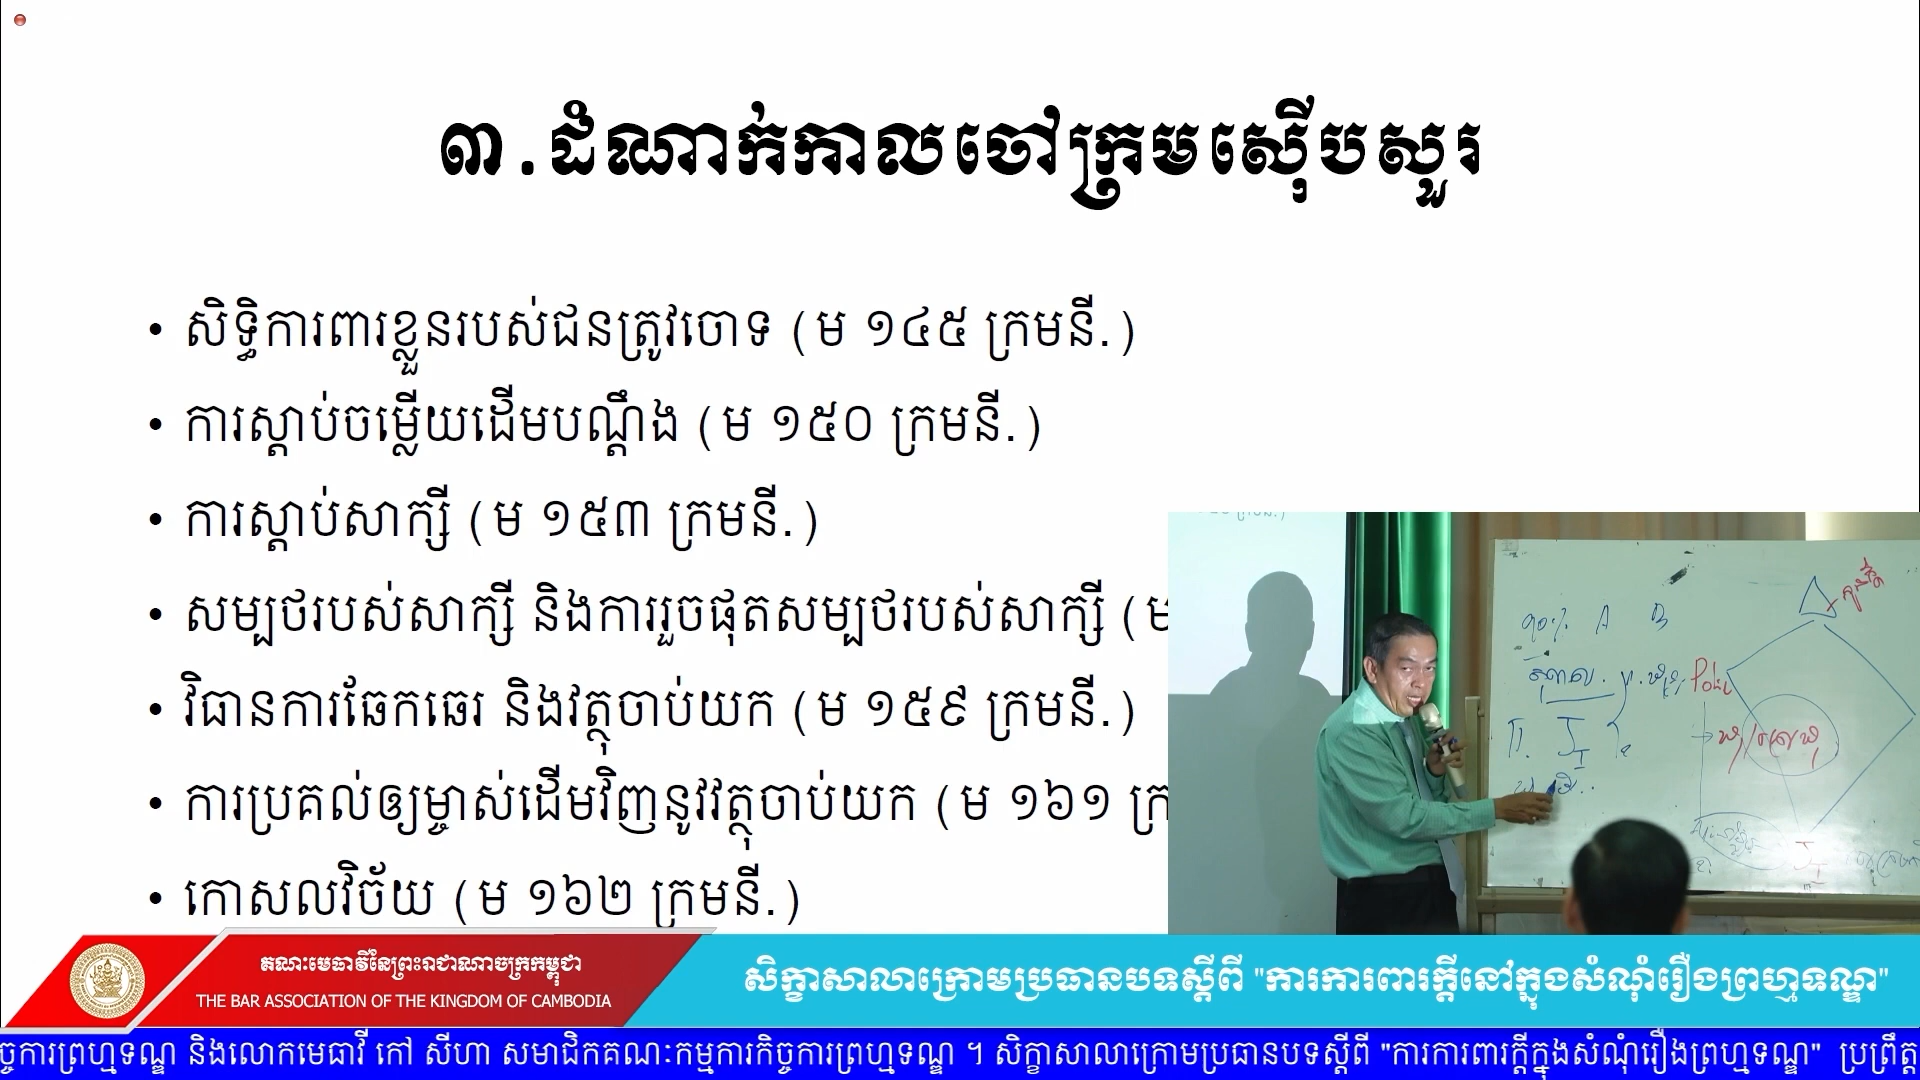 ៣.ដំណាក់កាលចៅក្រមស៊ើបសួរ
• សិទ្ធិការពារខ្លួនរបស់ជនត្រូវចោទ (ម ១៤៥ ក្រមនី.)
• ការស្តាប់ចម្លើយដើមបណ្តឹង (ម ១៥០ ក្រមនី.)
• ការស្តាប់សាក្សី (ម ១៥៣ ក្រមនី.)
• សម្បថរបស់សាក្សី និងការរួចផុតសម្បថរបស់សាក្សី (ម
• វិធានការឆែកឆេរ និងវត្ថុចាប់យក (ម ១៥៩ ក្រមនី.)
• ការប្រគល់ឲ្យម្ចាស់ដើមវិញនូវវត្ថុចាប់យក (ម ១៦១ ក្រ
• កោសលវិច័យ (ម ១៦២ ក្រមនី.)
A B
គណៈមេធាវីនៃព្រះរាជាណាចក្រកម្ពុជា
THE BAR ASSOCIATION OF THE KINGDOM OF CAMBODIA
សិក្ខាសាលាក្រោមប្រធានបទស្តីពី "ការការពារក្តីនៅក្នុងសំណុំរឿងព្រហ្មទណ្ឌ"
ច្ចការព្រហ្មទណ្ឌ និងលោកមេធាវី កៅ សីហា សមាជិកគណៈកម្មការកិច្ចការព្រហ្មទណ្ឌ ។ សិក្ខាសាលាក្រោមប្រធានបទស្តីពី "ការការពារក្តីក្នុងសំណុំរឿងព្រហ្មទណ្ឌ" ប្រព្រឹត្ត